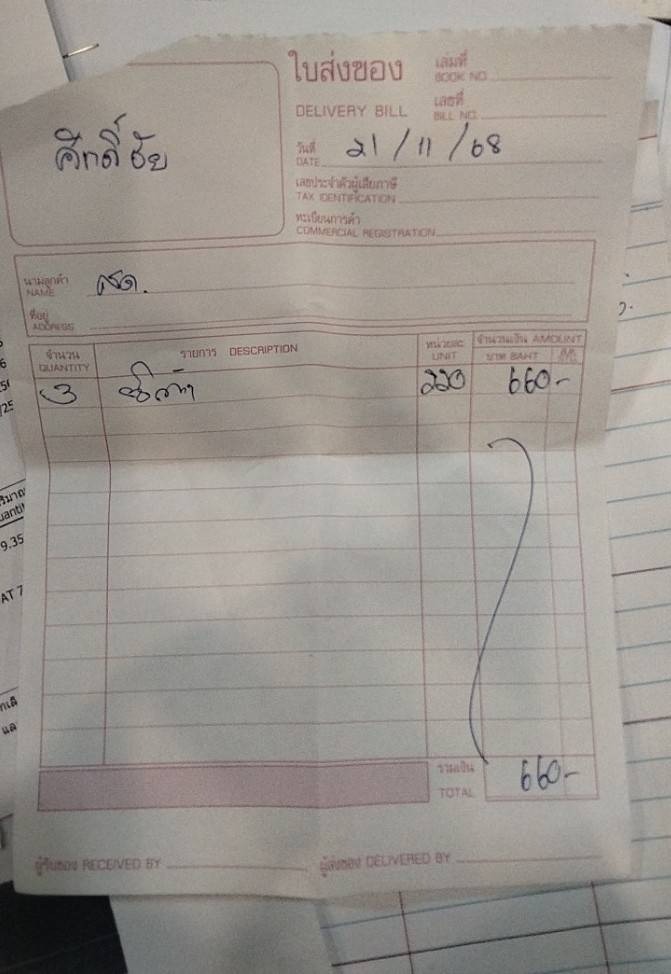 ศักดิ์ชัย
ใบส่งของ
DELIVERY BILL
เล่มที่
BOOK NO.
เลขที่
BILL NO.
วันที่
DATE 21/11/68
เลขประจำตัวผู้เสียภาษี
TAX IDENTIFICATION
ทะเบียนการค้า
COMMERCIAL REGISTRATION
นามลูกค้า
NAME
ที่อยู่
ADDRESS
จำนวน
QUANTITY
รายการ DESCRIPTION
หน่วยละ
UNIT
จำนวนเงิน AMOUNT
บาท BAHT
3 220 660-
รวมเงิน
TOTAL 660-
ผู้รับของ RECEIVED BY
ผู้ส่งของ DELIVERED BY
9.35